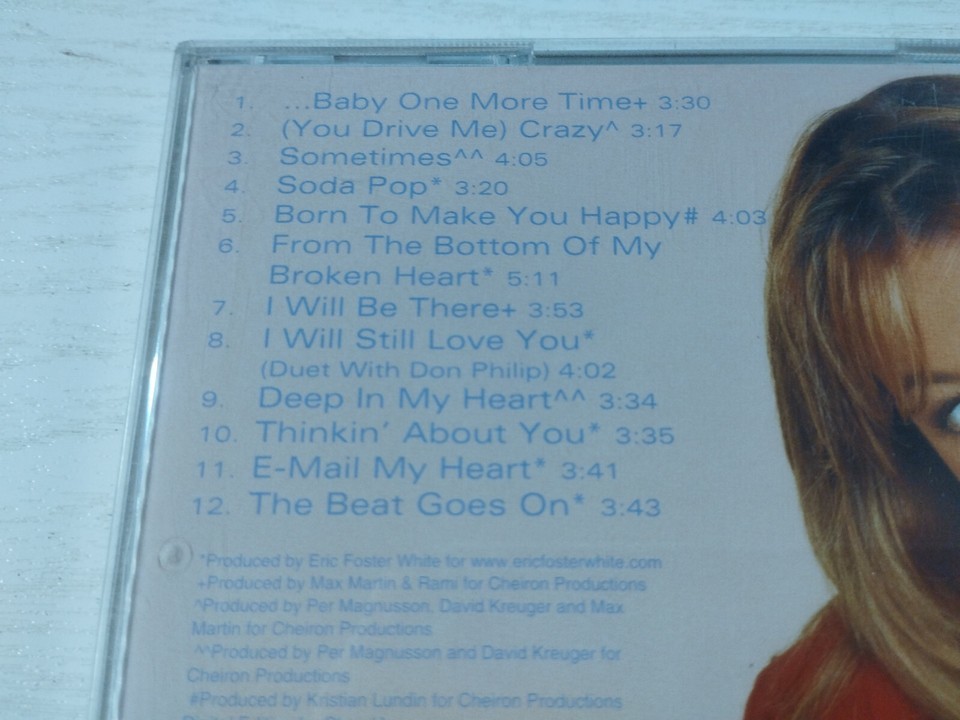 1. ...Baby One More Time+ 3:30
2. (You Drive Me) Crazy^ 3:17
3. Sometimes^^ 4:05
4. Soda Pop* 3:20
5. Born To Make You Happy# 4:03
6. From The Bottom Of My
Broken Heart* 5:11
7. I Will Be There+ 3:53
8. I Will Still Love You*
(Duet With Don Philip) 4:02
9. Deep In My Heart^^ 3:34
10. Thinkin' About You* 3:35
11. E-Mail My Heart* 3:41
12. The Beat Goes On* 3:43
*Produced by Eric Foster White for www.ericfosterwhite.com
+Produced by Max Martin & Rami for Cheiron Productions
^Produced by Per Magnusson, David Kreuger and Max
Martin for Cheiron Productions
^^Produced by Per Magnusson and David Kreuger for
Cheiron Productions
#Produced by Kristian Lundin for Cheiron Productions